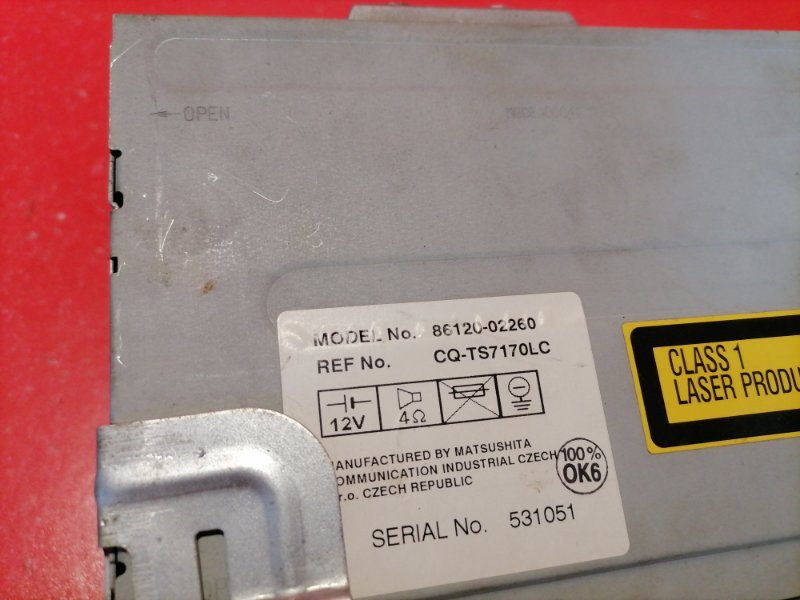 OPEN
MODEL No. 86120-02260
REF No. CQ-TS7170LC
12V 4Ω
MANUFACTURED BY MATSUSHITA
COMMUNICATION INDUSTRIAL CZECH
s.r.o. CZECH REPUBLIC
100%
OK6
SERIAL No. 531051
CLASS 1
LASER PRODU